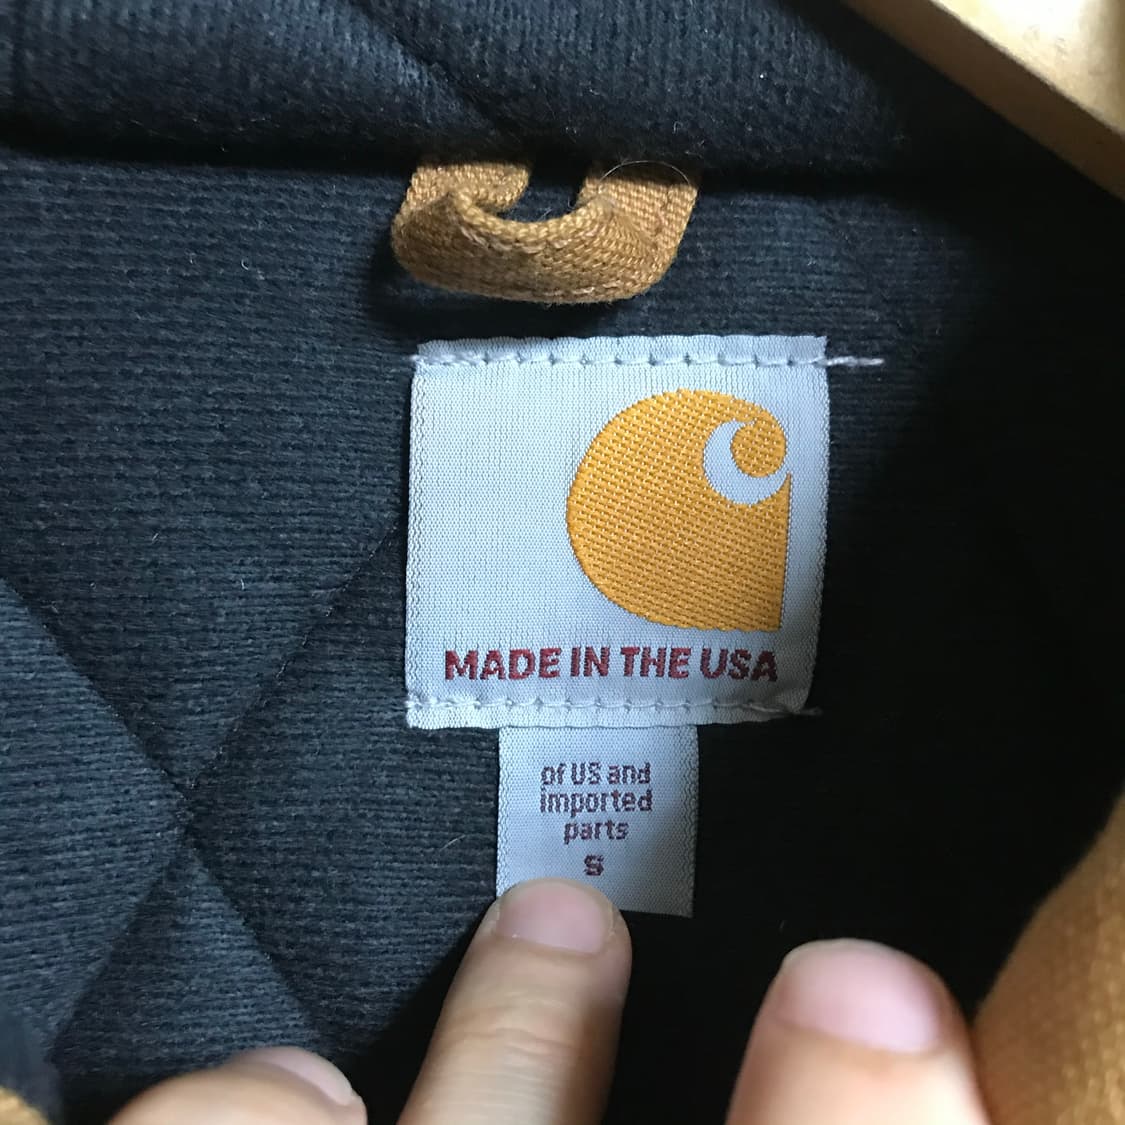 MADE IN THE USA
of US and
imported
parts
S